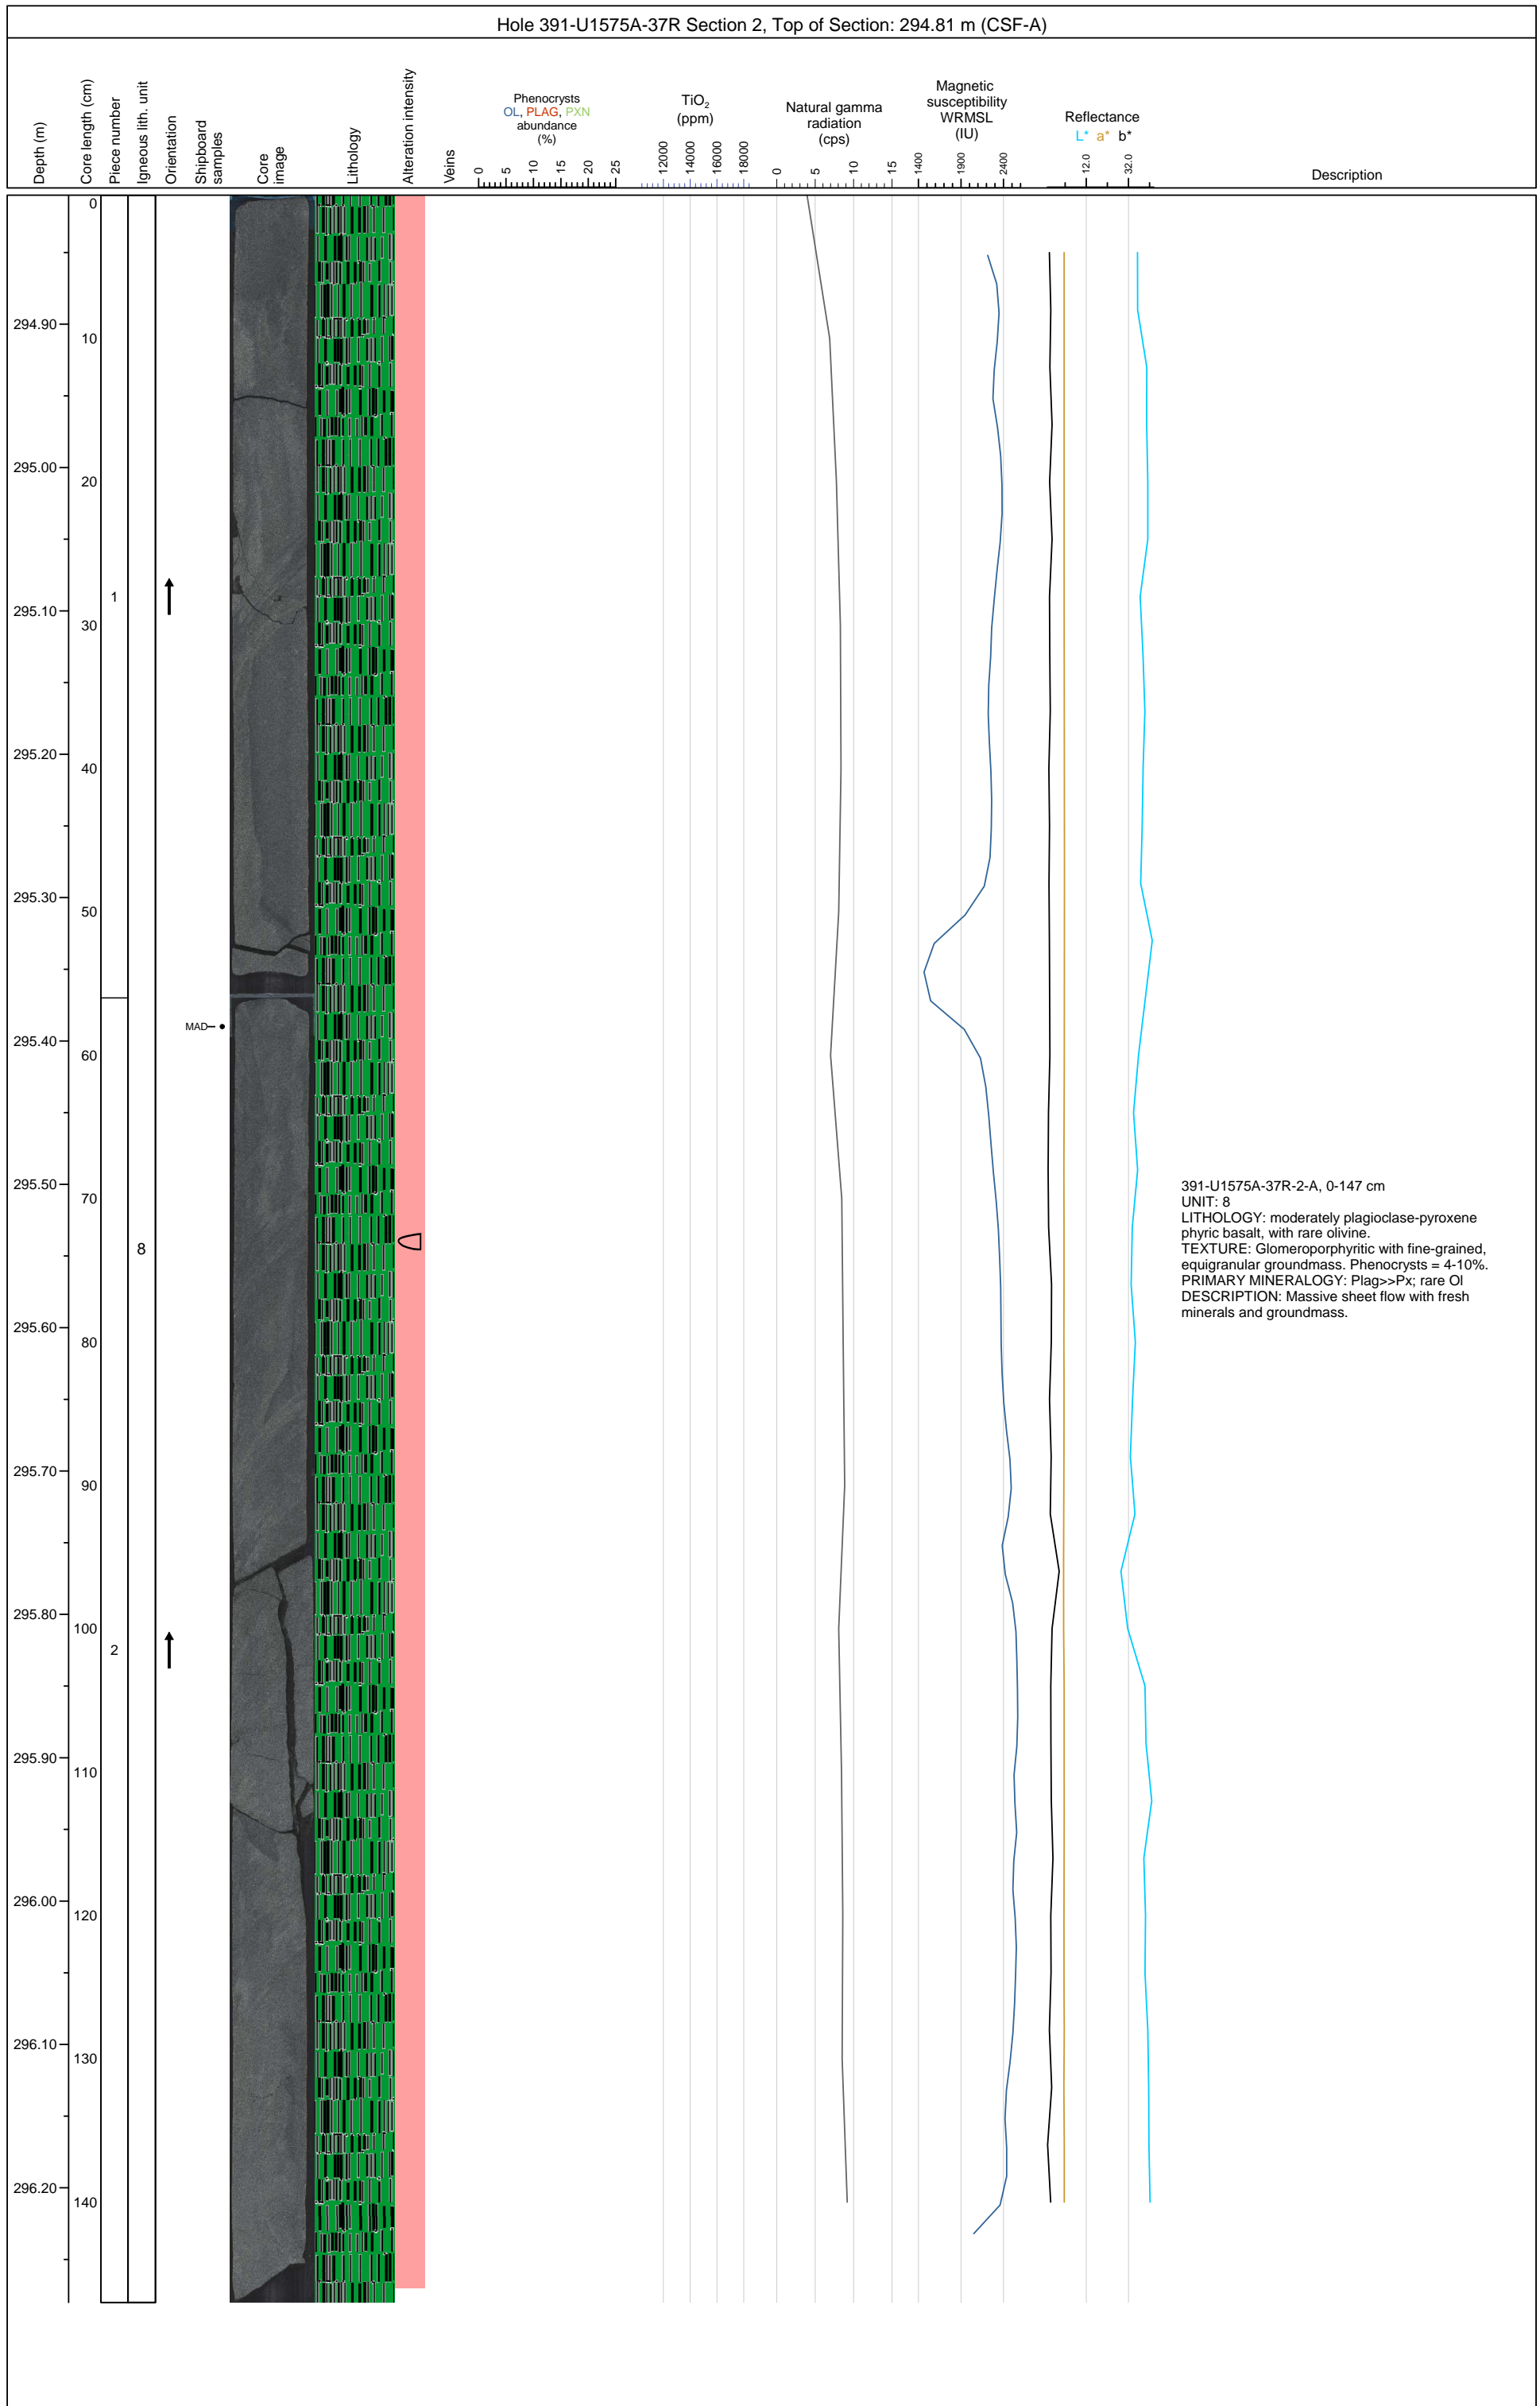 Hole 391-U1575A-37R Section 2, Top of Section: 294.81 m (CSF-A)
Depth (m)
Core length (cm)
Piece number
Igneous lith. unit
Orientation
Shipboard
samples
Core
image
Lithology
Alteration intensity
Veins
Phenocrysts
OL, PLAG, PXN
abundance
(%)
0 5 10 15 20 25
TiO₂
(ppm)
12000 14000 16000 18000
Natural gamma
radiation
(cps)
0 5 10 15
Magnetic
susceptibility
WRMSL
(IU)
1400 1900 2400
Reflectance
L* a* b*
12.0 32.0
Description
0
294.90
10
295.00
20
1
295.10
30
295.20
40
295.30
50
MAD
295.40
60
295.50
70
8
391-U1575A-37R-2-A, 0-147 cm
UNIT: 8
LITHOLOGY: moderately plagioclase-pyroxene
phyric basalt, with rare olivine.
TEXTURE: Glomeroporphyritic with fine-grained,
equigranular groundmass. Phenocrysts = 4-10%.
PRIMARY MINERALOGY: Plag>>Px; rare Ol
DESCRIPTION: Massive sheet flow with fresh
minerals and groundmass.
295.60
80
295.70
90
295.80
100
2
295.90
110
296.00
120
296.10
130
296.20
140